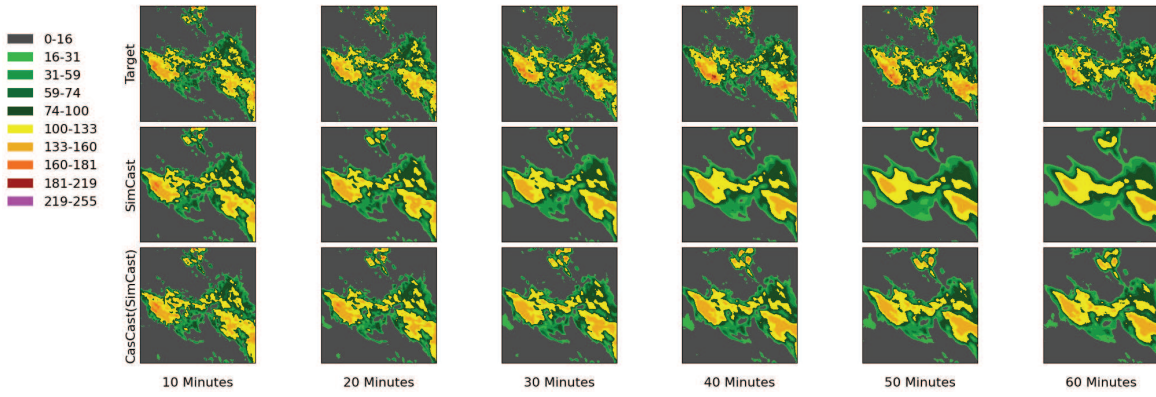 0-16
16-31
31-59
59-74
74-100
100-133
133-160
160-181
181-219
219-255
Target
SimCast
CasCast(SimCast)
10 Minutes
20 Minutes
30 Minutes
40 Minutes
50 Minutes
60 Minutes